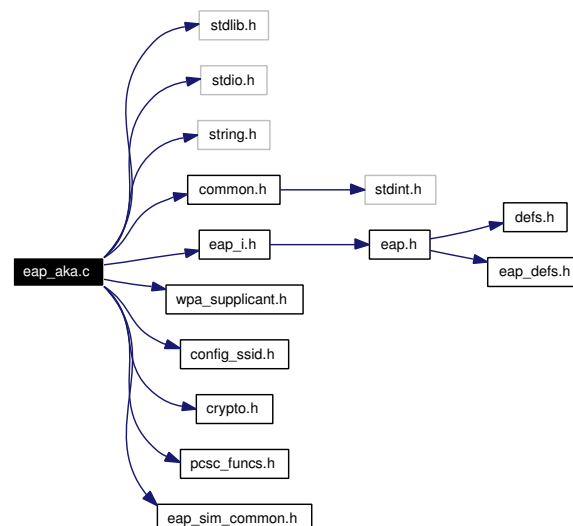 stdlib.h
stdio.h
string.h
common.h
stdint.h
eap_i.h
eap.h
defs.h
eap_defs.h
eap_aka.c
wpa_supplicant.h
config_ssid.h
crypto.h
pcsc_funcs.h
eap_sim_common.h